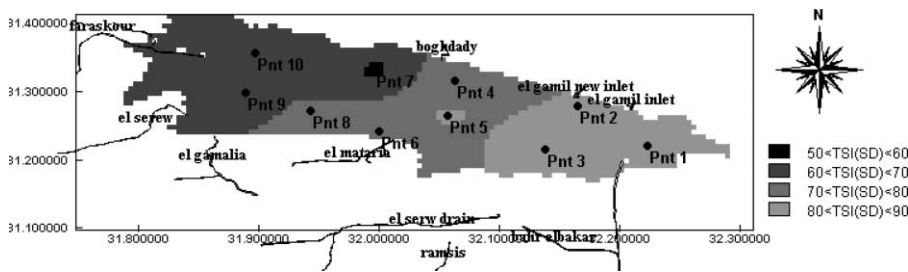 31.400000
faraskour
N
boghdady
Pnt 10
Pnt 7
Pnt 4
31.300000
Pnt 9
el gamil new inlet
el gamil inlet
Pnt 2
el serew
Pnt 8
Pnt 5
Pnt 6
31.200000
el gamalia
el mataria
Pnt 3
Pnt 1
50<TSI(SD)<60
60<TSI(SD)<70
70<TSI(SD)<80
80<TSI(SD)<90
31.100000
el serw drain
31.800000
31.900000
32.000000
32.100000
32.200000
32.300000
bahr elbakar
ramsis